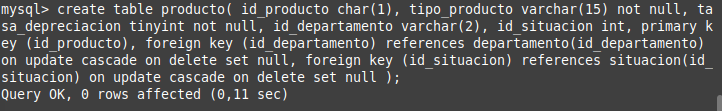 mysql> create table producto( id_producto char(1), tipo_producto varchar(15) not null, ta
sa_depreciacion tinyint not null, id_departamento varchar(2), id_situacion int, primary k
ey (id_producto), foreign key (id_departamento) references departamento(id_departamento)
on update cascade on delete set null, foreign key (id_situacion) references situacion(id_
situacion) on update cascade on delete set null );
Query OK, 0 rows affected (0,11 sec)